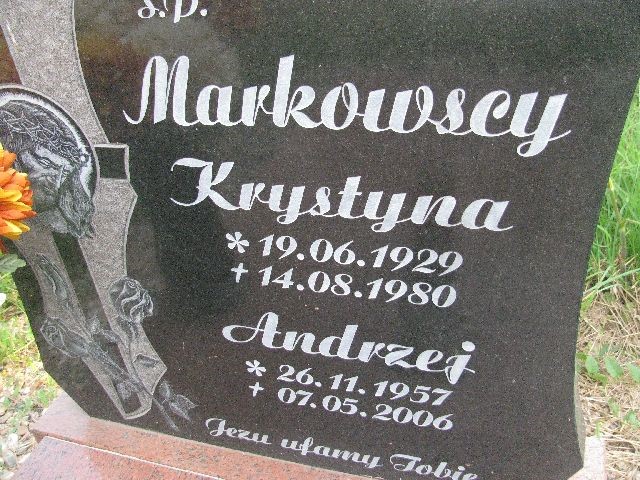 ś.p.
Markowscy
Krystyna
* 19.06.1929
+ 14.08.1980
Andrzej
* 26.11.1957
+ 07.05.2006
Jezu ufamy Tobie